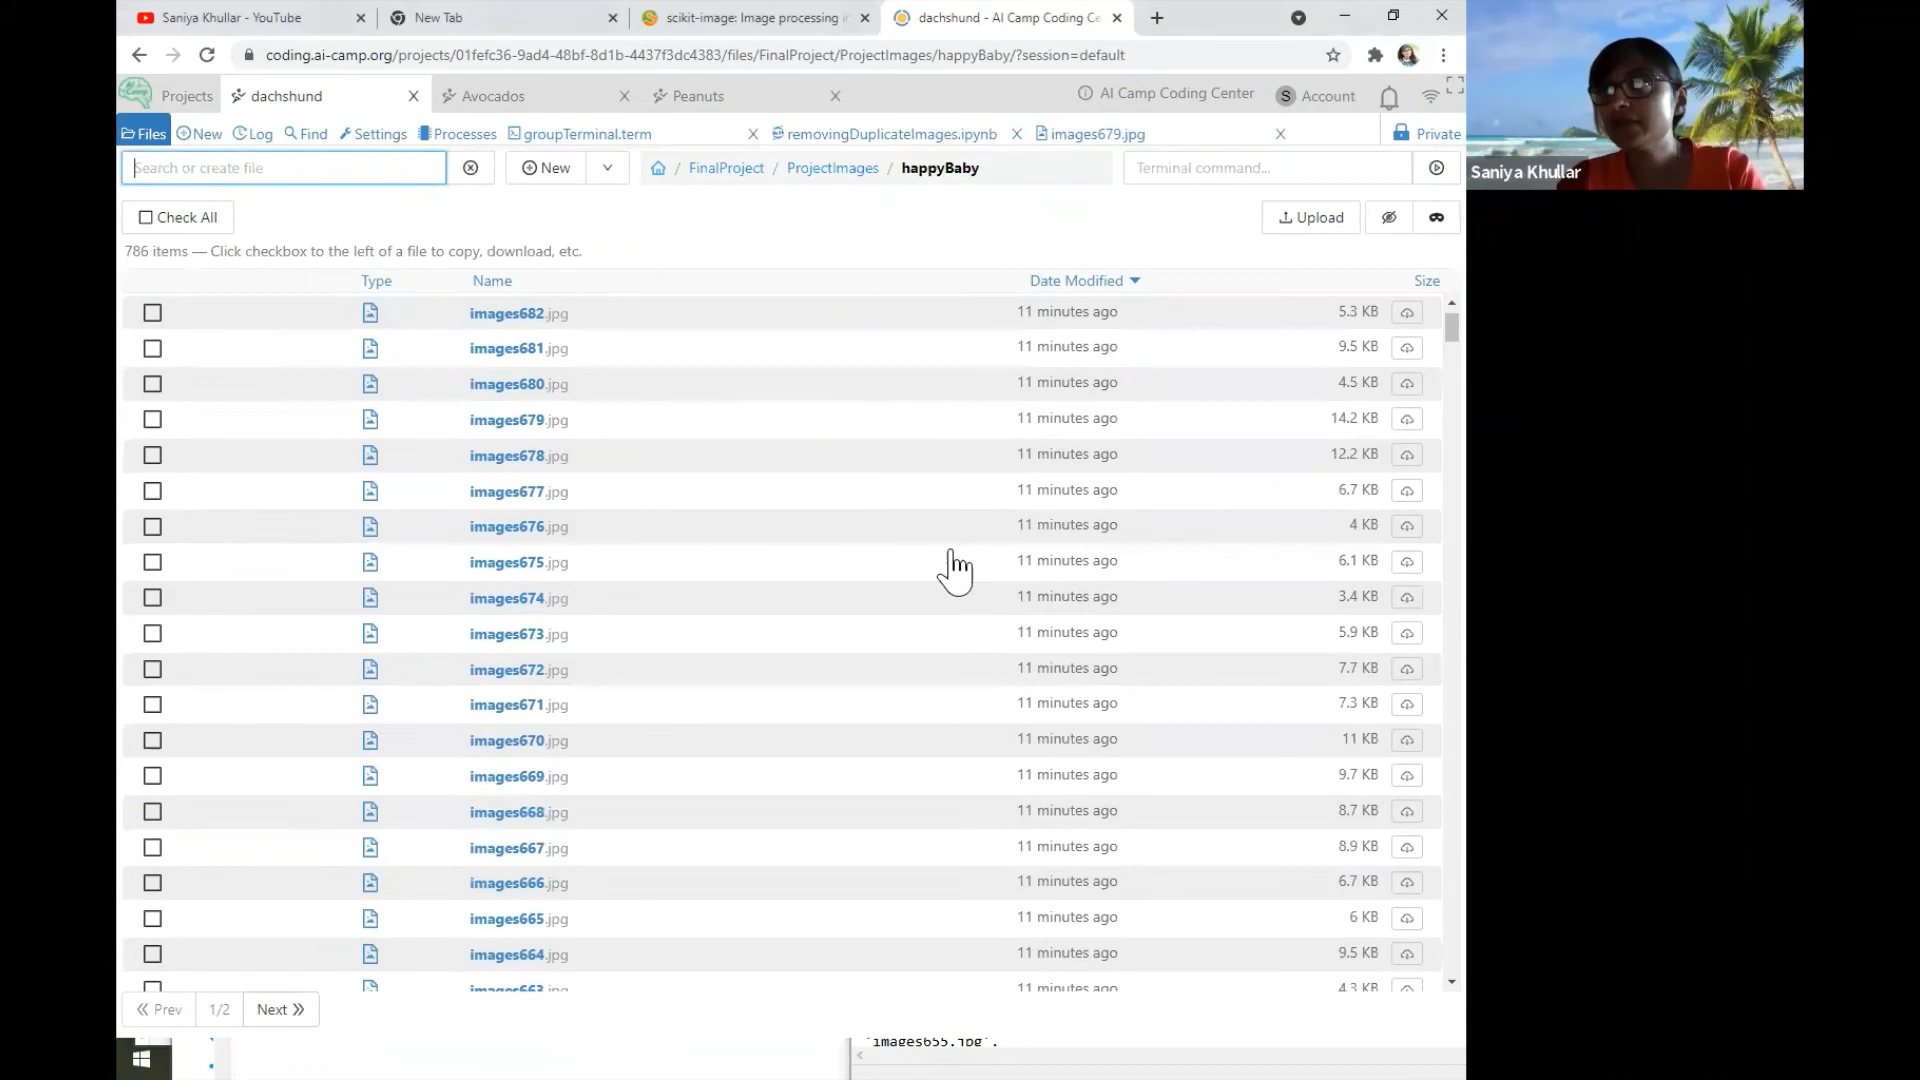 Saniya Khullar - YouTube
New Tab
scikit-image: Image processing i
dachshund - AI Camp Coding Ce
coding.ai-camp.org/projects/01fefc36-9ad4-48bf-8d1b-4437f3dc4383/files/FinalProject/ProjectImages/happyBaby/?session=default
Projects
dachshund
Avocados
Peanuts
AI Camp Coding Center
S Account
Files
New
Log
Find
Settings
Processes
groupTerminal.term
removingDuplicateImages.ipynb
images679.jpg
Private
Search or create file
New
/ FinalProject / ProjectImages / happyBaby
Terminal command...
Saniya Khullar
Check All
Upload
786 items — Click checkbox to the left of a file to copy, download, etc.
Type Name Date Modified Size
images682.jpg 11 minutes ago 5.3 KB
images681.jpg 11 minutes ago 9.5 KB
images680.jpg 11 minutes ago 4.5 KB
images679.jpg 11 minutes ago 14.2 KB
images678.jpg 11 minutes ago 12.2 KB
images677.jpg 11 minutes ago 6.7 KB
images676.jpg 11 minutes ago 4 KB
images675.jpg 11 minutes ago 6.1 KB
images674.jpg 11 minutes ago 3.4 KB
images673.jpg 11 minutes ago 5.9 KB
images672.jpg 11 minutes ago 7.7 KB
images671.jpg 11 minutes ago 7.3 KB
images670.jpg 11 minutes ago 11 KB
images669.jpg 11 minutes ago 9.7 KB
images668.jpg 11 minutes ago 8.7 KB
images667.jpg 11 minutes ago 8.9 KB
images666.jpg 11 minutes ago 6.7 KB
images665.jpg 11 minutes ago 6 KB
images664.jpg 11 minutes ago 9.5 KB
images663.jpg 11 minutes ago 4.3 KB
Prev 1/2 Next
'images655.jpg',